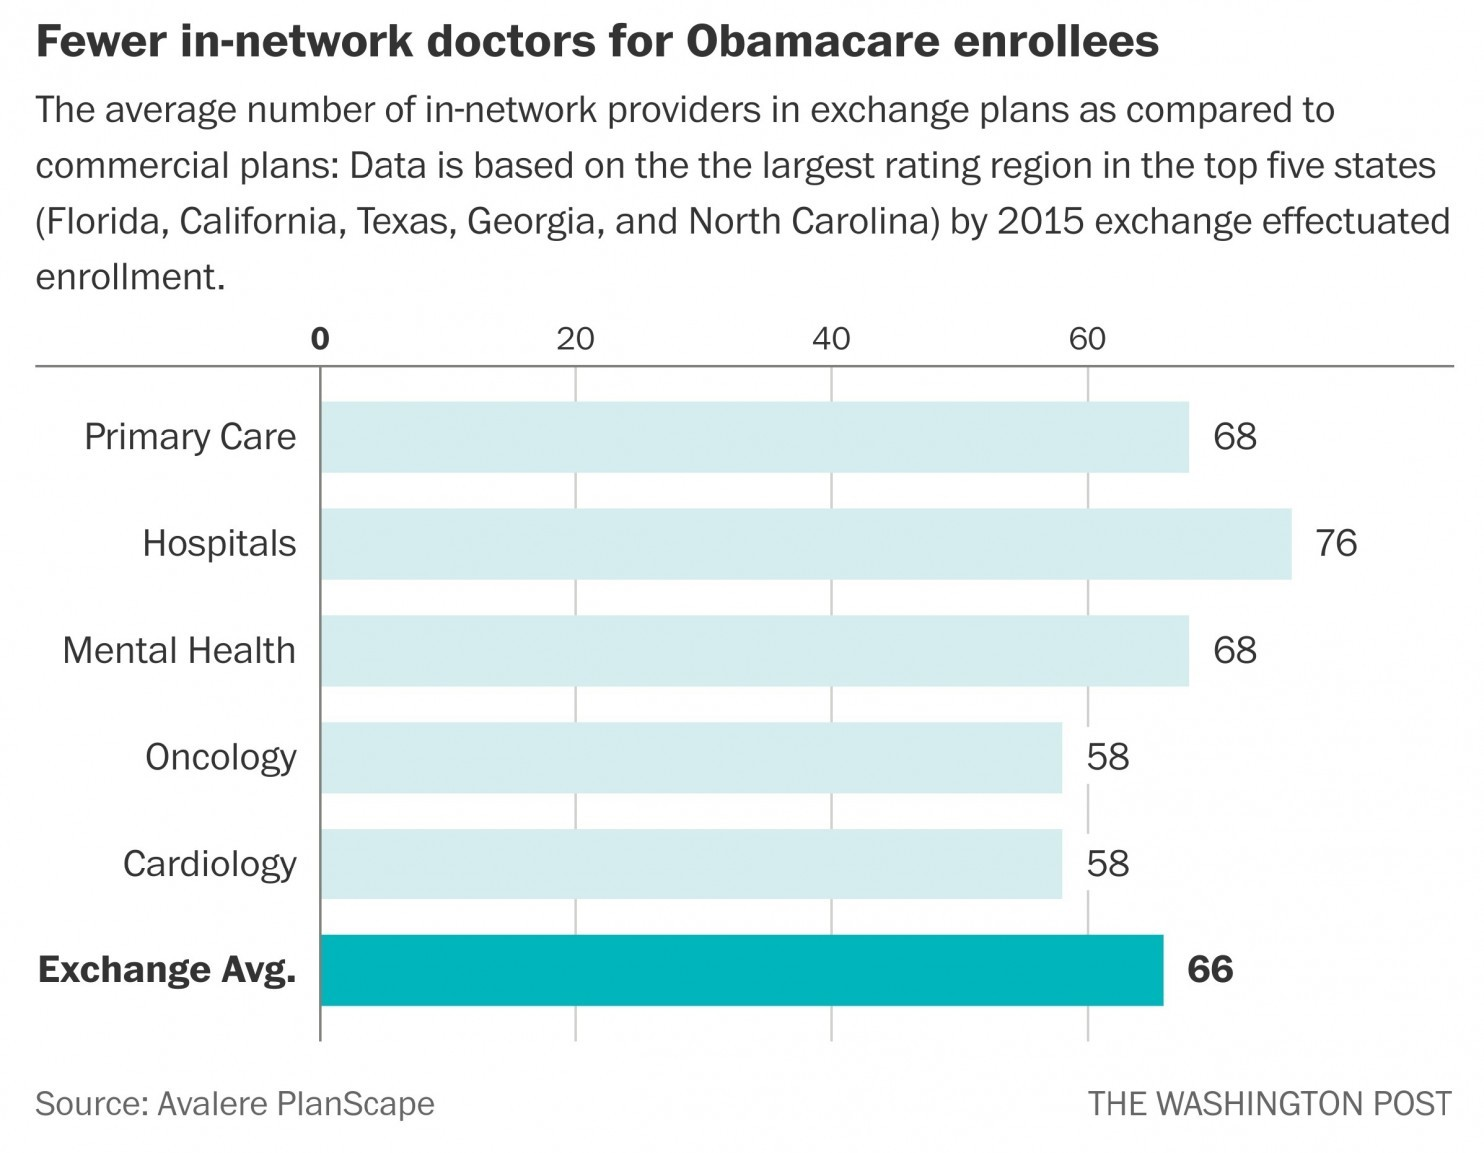 Fewer in-network doctors for Obamacare enrollees
The average number of in-network providers in exchange plans as compared to
commercial plans: Data is based on the the largest rating region in the top five states
(Florida, California, Texas, Georgia, and North Carolina) by 2015 exchange effectuated
enrollment.
0 20 40 60
Primary Care 68
Hospitals 76
Mental Health 68
Oncology 58
Cardiology 58
Exchange Avg. 66
Source: Avalere PlanScape THE WASHINGTON POST